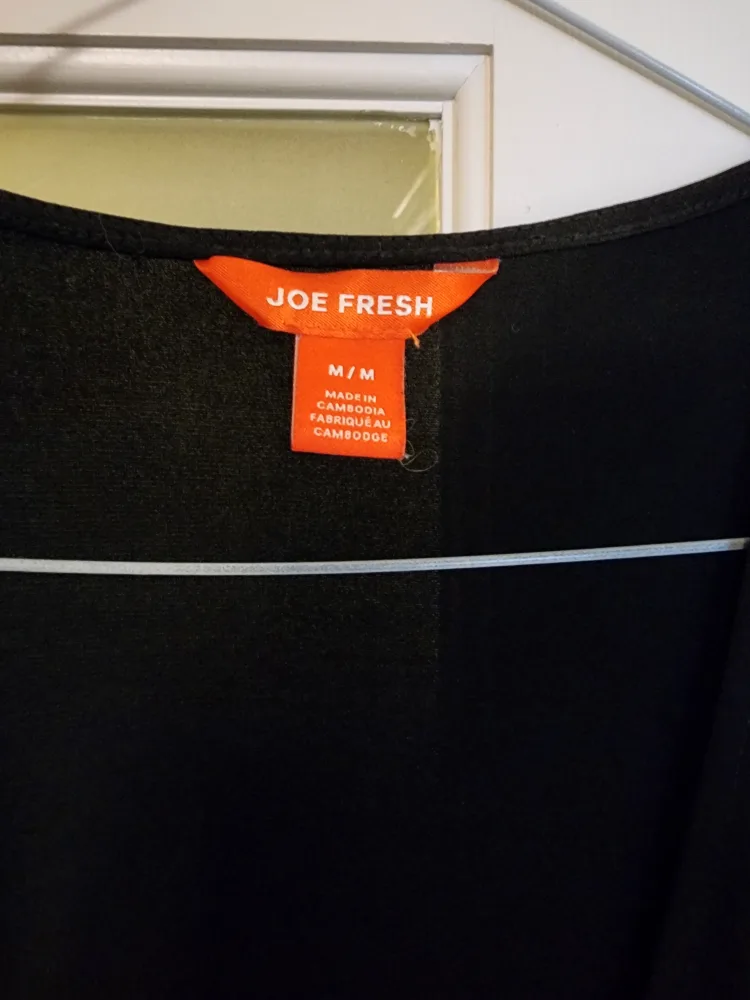 JOE FRESH
M/M
MADE IN
CAMBODIA
FABRIQUÉ AU
CAMBODGE